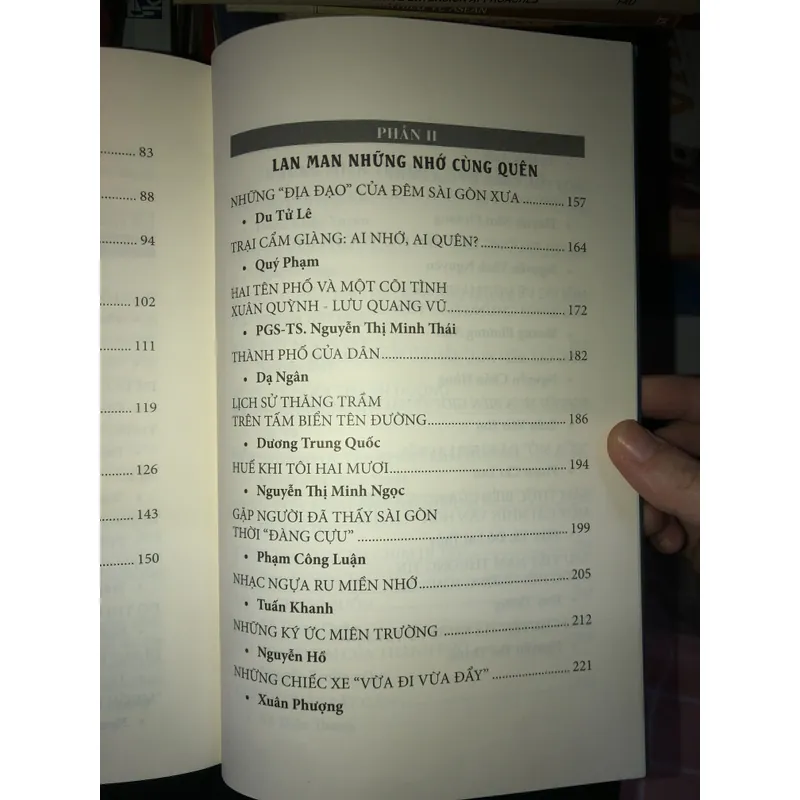 83
88
94
102
111
119
126
143
150
PHẦN II
LAN MAN NHỮNG NHỚ CÙNG QUÊN
NHỮNG “ĐỊA ĐẠO” CỦA ĐÊM SÀI GÒN XƯA ............ 157
• Du Tử Lê
TRẠI CẨM GIÀNG: AI NHỚ, AI QUÊN? ............ 164
• Quý Phạm
HAI TÊN PHỐ VÀ MỘT CÕI TÌNH
XUÂN QUỲNH - LƯU QUANG VŨ ............ 172
• PGS-TS. Nguyễn Thị Minh Thái
THÀNH PHỐ CỦA DÂN ............ 182
• Dạ Ngân
LỊCH SỬ THĂNG TRẦM
TRÊN TẤM BIỂN TÊN ĐƯỜNG ............ 186
• Dương Trung Quốc
HUẾ KHI TÔI HAI MƯƠI ............ 194
• Nguyễn Thị Minh Ngọc
GẶP NGƯỜI ĐÃ THẤY SÀI GÒN
THỜI “ĐÀNG CỰU” ............ 199
• Phạm Công Luận
NHẠC NGỰA RU MIỀN NHỚ ............ 205
• Tuấn Khanh
NHỮNG KÝ ỨC MIÊN TRƯỜNG ............ 212
• Nguyễn Hồ
NHỮNG CHIẾC XE “VỪA ĐI VỪA ĐẨY” ............ 221
• Xuân Phượng